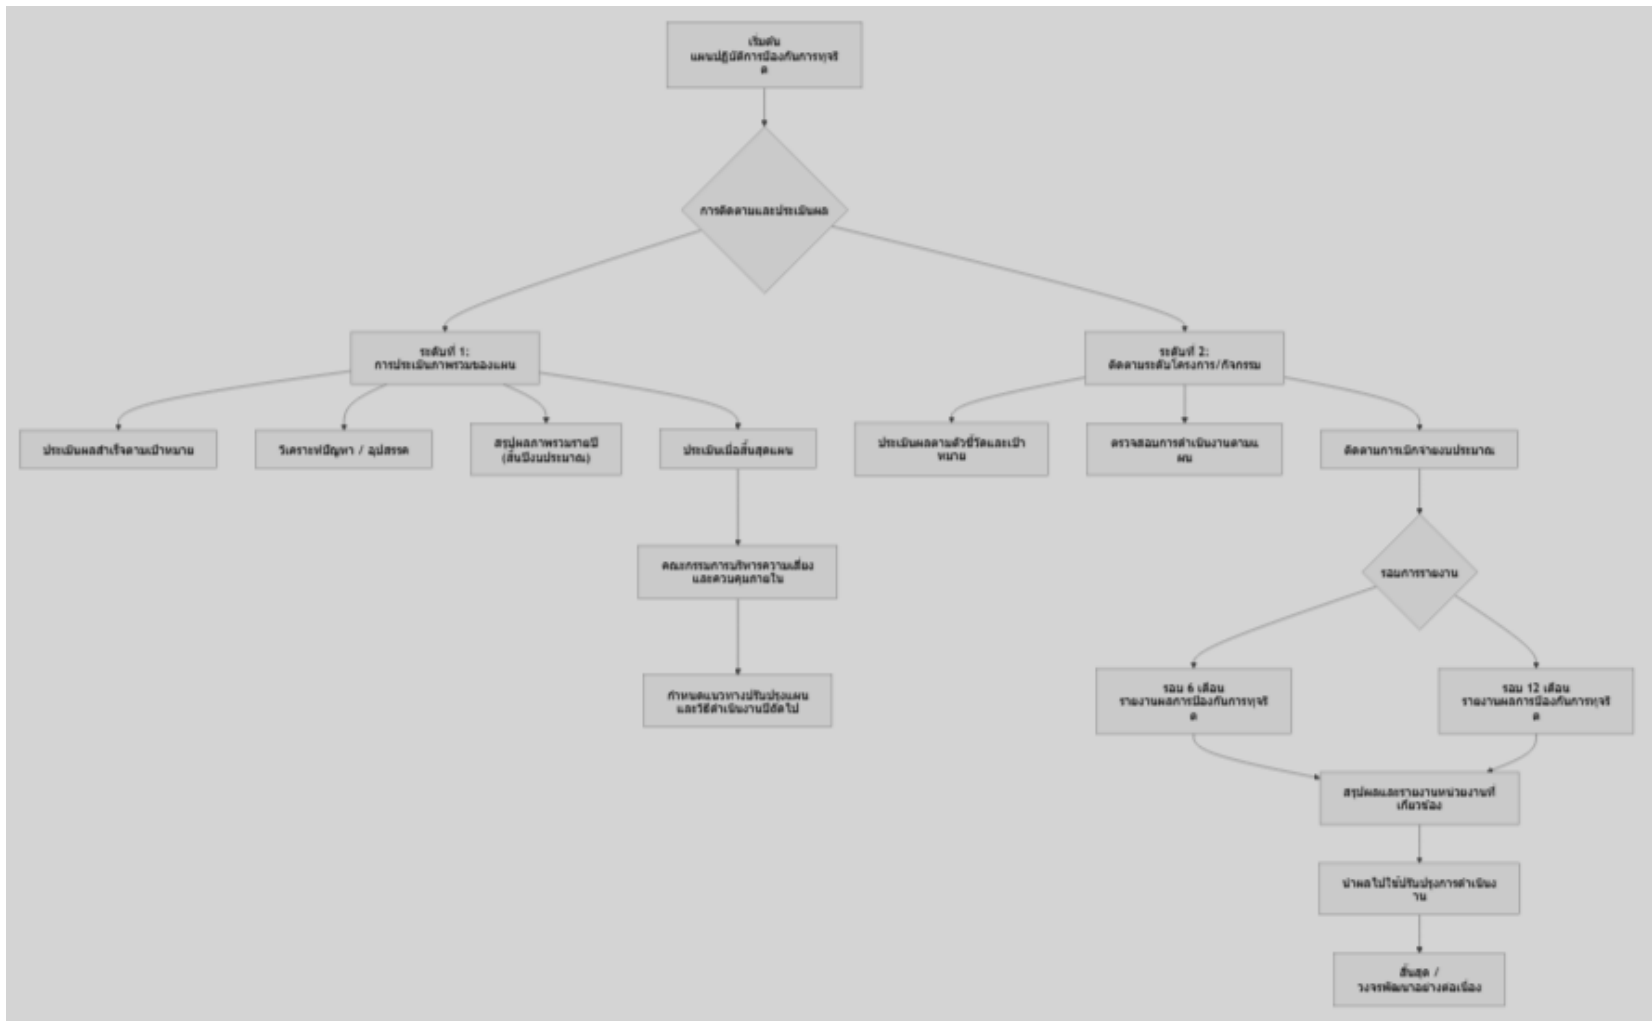 เริ่มต้น
แผนปฏิบัติการป้องกันการทุจริ
ต
การติดตามและประเมินผล
ระดับที่ 1:
การประเมินภาพรวมของแผน
ระดับที่ 2:
ติดตามระดับโครงการ/กิจกรรม
ประเมินผลสำเร็จตามเป้าหมาย
วิเคราะห์ปัญหา / อุปสรรค
สรุปผลภาพรวมรายปี
(สิ้นปีงบประมาณ)
ประเมินเมื่อสิ้นสุดแผน
ประเมินผลตามตัวชี้วัดและเป้า
หมาย
ตรวจสอบการดำเนินงานตามแ
ผน
ติดตามการเบิกจ่ายงบประมาณ
คณะกรรมการบริหารความเสี่ยง
และควบคุมภายใน
รอบการรายงาน
กำหนดแนวทางปรับปรุงแผน
และวิธีดำเนินงานปีถัดไป
รอบ 6 เดือน
รายงานผลการป้องกันการทุจริ
ต
รอบ 12 เดือน
รายงานผลการป้องกันการทุจริ
ต
สรุปผลและรายงานหน่วยงานที่
เกี่ยวข้อง
นำผลไปใช้ปรับปรุงการดำเนินง
าน
สิ้นสุด /
วงจรพัฒนาอย่างต่อเนื่อง